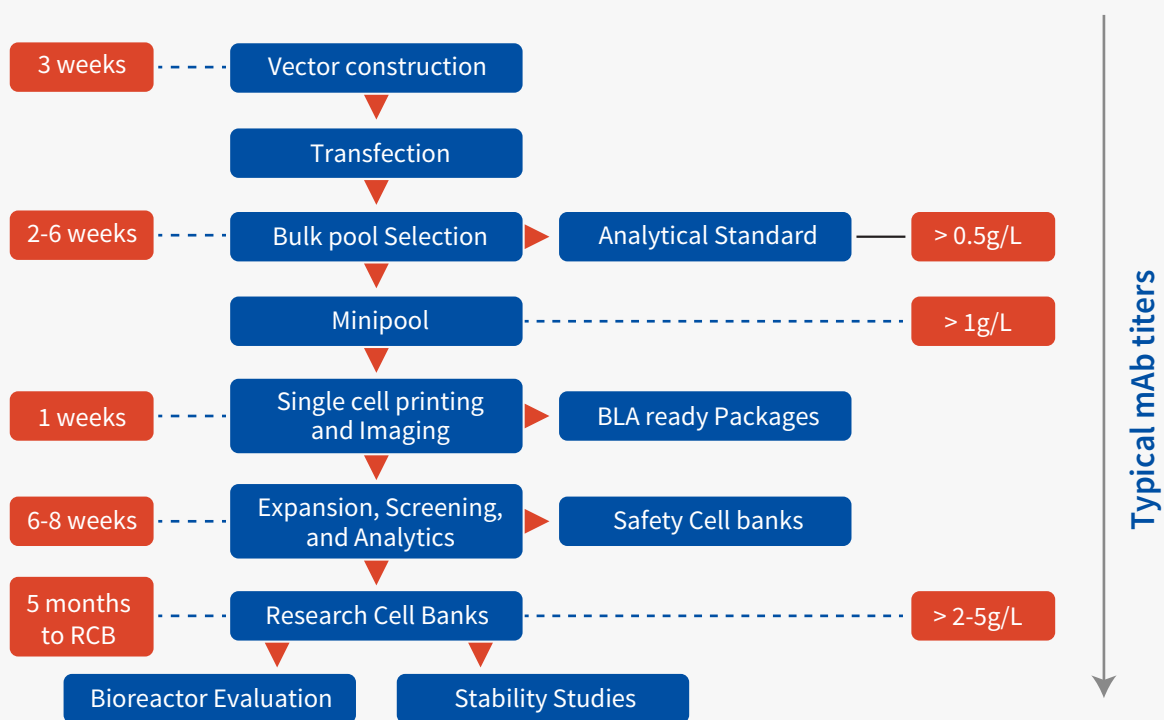 3 weeks
Vector construction
Transfection
2-6 weeks
Bulk pool Selection
Analytical Standard
> 0.5g/L
Minipool
> 1g/L
1 weeks
Single cell printing
and Imaging
BLA ready Packages
6-8 weeks
Expansion, Screening,
and Analytics
Safety Cell banks
5 months
to RCB
Research Cell Banks
> 2-5g/L
Bioreactor Evaluation
Stability Studies
Typical mAb titers